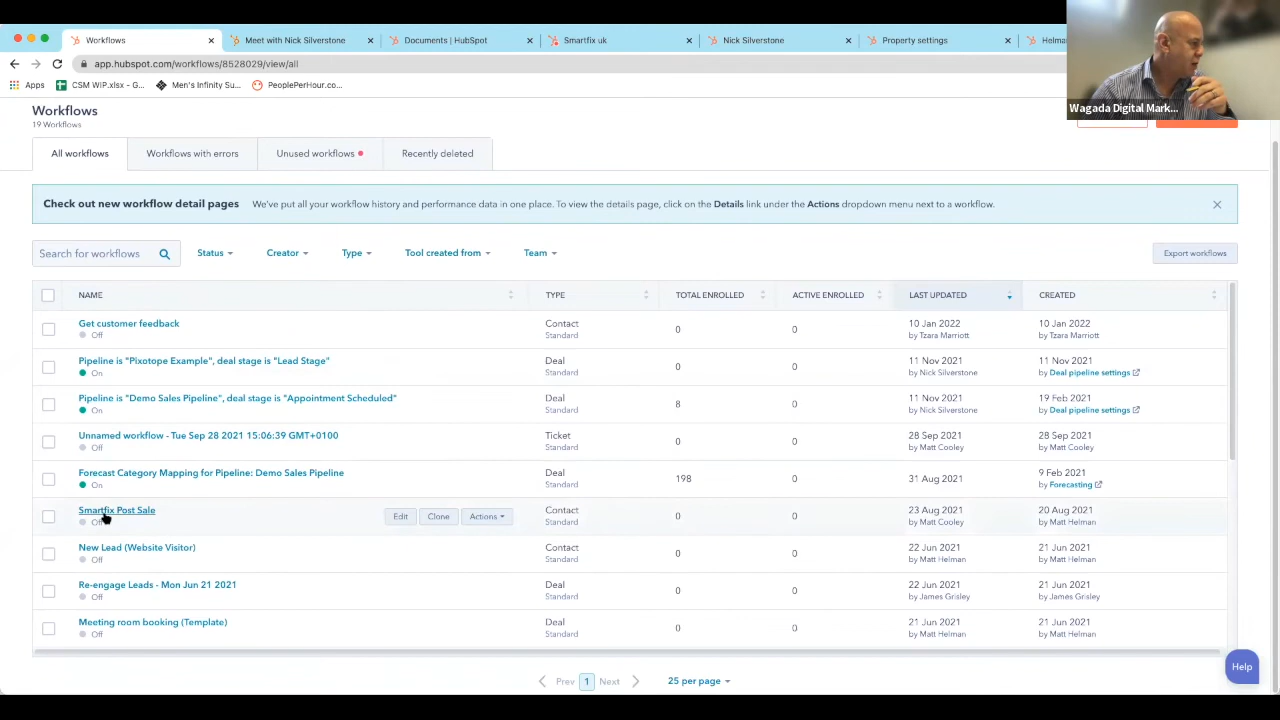 Workflows
Meet with Nick Silverstone
Documents | HubSpot
Smartfix uk
Nick Silverstone
Property settings
Helma
app.hubspot.com/workflows/8528029/view/all
Apps
CSM WiP.xlsx - G...
Men's Infinity Su...
PeoplePerHour.co...
Wagada Digital Mark...
Workflows
19 Workflows
All workflows
Workflows with errors
Unused workflows
Recently deleted
Check out new workflow detail pages We've put all your workflow history and performance data in one place. To view the details page, click on the Details link under the Actions dropdown menu next to a workflow.
Search for workflows
Status
Creator
Type
Tool created from
Team
Export workflows
NAME TYPE TOTAL ENROLLED ACTIVE ENROLLED LAST UPDATED CREATED
Get customer feedback Contact 0 0 10 Jan 2022 10 Jan 2022
Off Standard by Tzara Marriott by Tzara Marriott
Pipeline is "Pixotope Example", deal stage is "Lead Stage" Deal 0 0 11 Nov 2021 11 Nov 2021
On Standard by Nick Silverstone by Deal pipeline settings
Pipeline is "Demo Sales Pipeline", deal stage is "Appointment Scheduled" Deal 8 0 11 Nov 2021 19 Feb 2021
On Standard by Nick Silverstone by Deal pipeline settings
Unnamed workflow - Tue Sep 28 2021 15:06:39 GMT+0100 Ticket 0 0 28 Sep 2021 28 Sep 2021
Off Standard by Matt Cooley by Matt Cooley
Forecast Category Mapping for Pipeline: Demo Sales Pipeline Deal 198 0 31 Aug 2021 9 Feb 2021
On Standard by Forecasting
Smartfix Post Sale Edit Clone Actions Contact 0 0 23 Aug 2021 20 Aug 2021
Off Standard by Matt Cooley by Matt Helman
New Lead (Website Visitor) Contact 0 0 22 Jun 2021 21 Jun 2021
Off Standard by Matt Helman by Matt Helman
Re-engage Leads - Mon Jun 21 2021 Deal 0 0 22 Jun 2021 21 Jun 2021
Off Standard by James Grisley by James Grisley
Meeting room booking (Template) Deal 0 0 21 Jun 2021 21 Jun 2021
Off Standard by Matt Helman by Matt Helman
Prev 1 Next
25 per page
Help